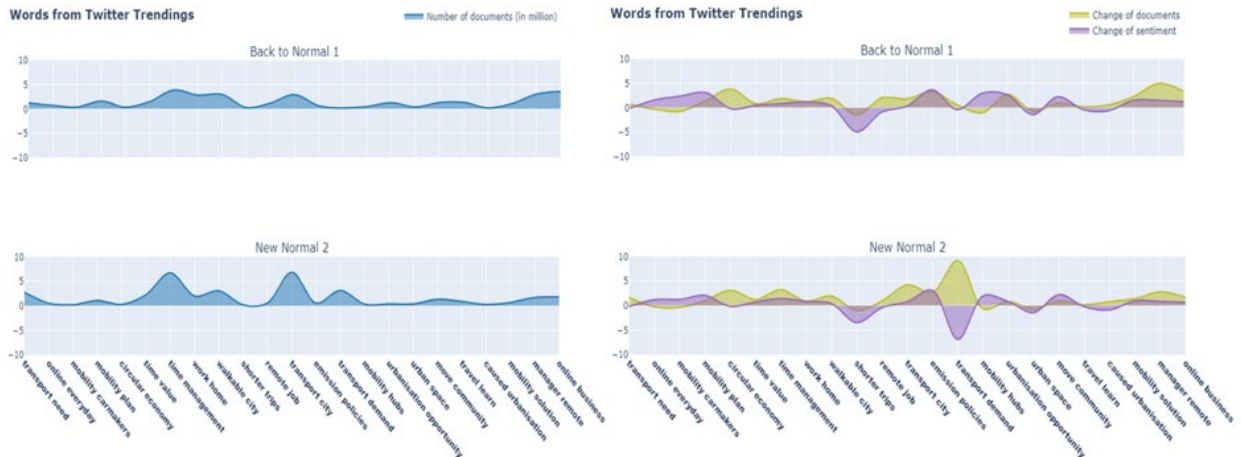 Words from Twitter Trendings
Number of documents (in million)
Back to Normal 1
10
5
0
−5
−10
New Normal 2
10
5
0
−5
−10
transport need
online everyday
mobility carmakers
mobility plan
circular economy
time value
time management
work home
walkable city
shorter trips
remote job
transport city
emission policies
transport demand
mobility hubs
urbanisation opportunity
urban space
move community
travel learn
caused urbanisation
mobility solution
manager remote
online business
Words from Twitter Trendings
Change of documents
Change of sentiment
Back to Normal 1
10
5
0
−5
−10
New Normal 2
10
5
0
−5
−10
transport need
online everyday
mobility carmakers
mobility plan
circular economy
time value
time management
work home
walkable city
shorter trips
remote job
transport city
emission policies
transport demand
mobility hubs
urbanisation opportunity
urban space
move community
travel learn
caused urbanisation
mobility solution
manager remote
online business